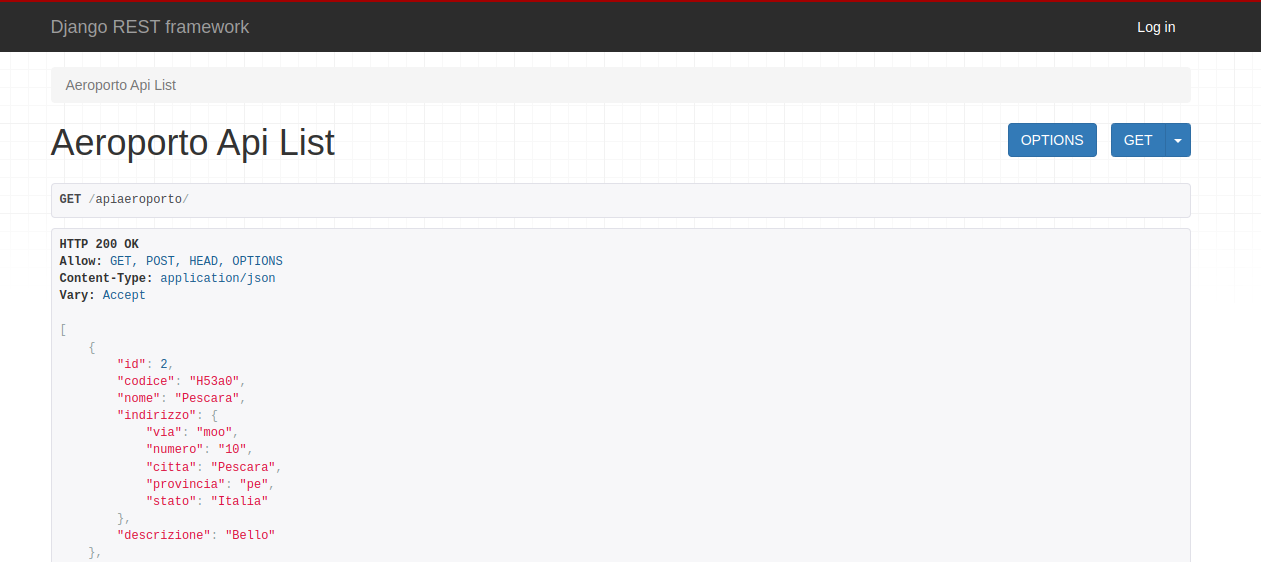 Django REST framework
Log in
Aeroporto Api List
Aeroporto Api List
OPTIONS
GET
GET /apiaeroporto/
HTTP 200 OK
Allow: GET, POST, HEAD, OPTIONS
Content-Type: application/json
Vary: Accept
[
    {
        "id": 2,
        "codice": "H53a0",
        "nome": "Pescara",
        "indirizzo": {
            "via": "moo",
            "numero": "10",
            "citta": "Pescara",
            "provincia": "pe",
            "stato": "Italia"
        },
        "descrizione": "Bello"
    },